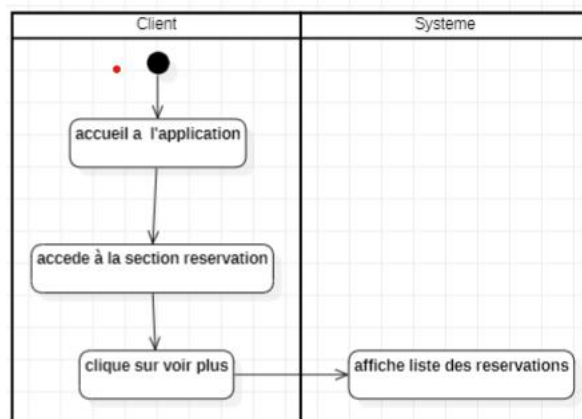 Client
Systeme
accueil a l'application
accede à la section reservation
clique sur voir plus
affiche liste des reservations